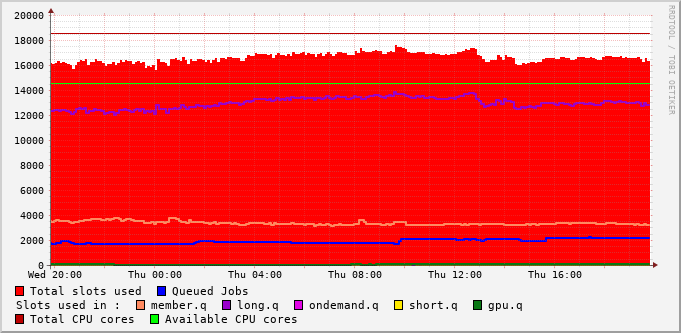 20000
18000
16000
14000
12000
10000
8000
6000
4000
2000
0
Wed 20:00 Thu 00:00 Thu 04:00 Thu 08:00 Thu 12:00 Thu 16:00
RRDTOOL / TOBI OETIKER
Total slots used Queued Jobs
Slots used in : member.q long.q ondemand.q short.q gpu.q
Total CPU cores Available CPU cores